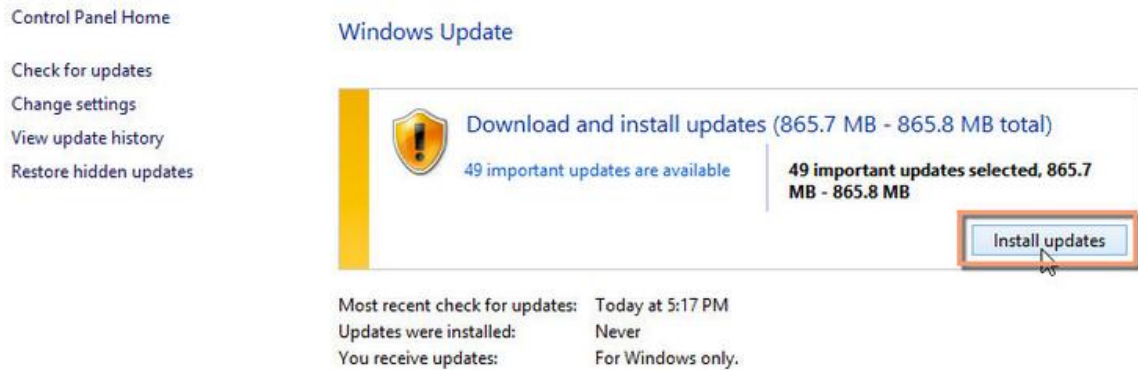 Control Panel Home
Check for updates
Change settings
View update history
Restore hidden updates
Windows Update
Download and install updates (865.7 MB - 865.8 MB total)
49 important updates are available
49 important updates selected, 865.7
MB - 865.8 MB
Install updates
Most recent check for updates: Today at 5:17 PM
Updates were installed: Never
You receive updates: For Windows only.